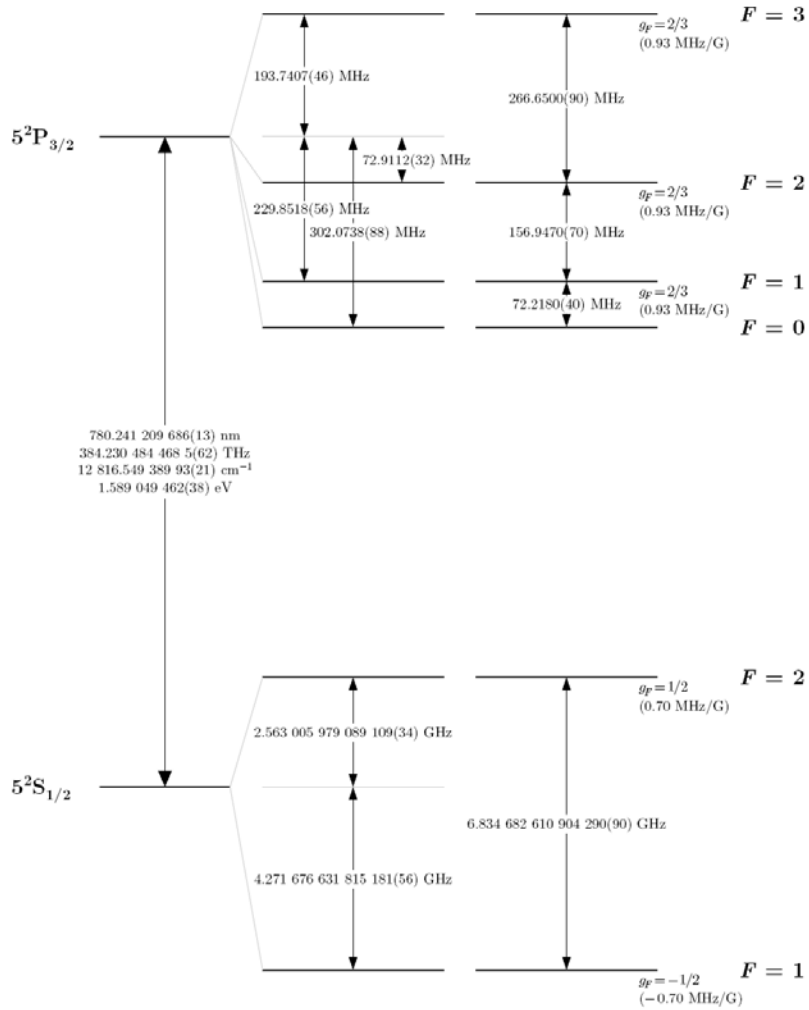 F = 3
g_F = 2/3
(0.93 MHz/G)
193.7407(46) MHz
266.6500(90) MHz
5²P₃/₂
72.9112(32) MHz
F = 2
g_F = 2/3
(0.93 MHz/G)
229.8518(56) MHz
302.0738(88) MHz
156.9470(70) MHz
F = 1
g_F = 2/3
(0.93 MHz/G)
72.2180(40) MHz
F = 0
780.241 209 686(13) nm
384.230 484 468 5(62) THz
12 816.549 389 93(21) cm⁻¹
1.589 049 462(38) eV
F = 2
g_F = 1/2
(0.70 MHz/G)
2.563 005 979 089 109(34) GHz
5²S₁/₂
6.834 682 610 904 290(90) GHz
4.271 676 631 815 181(56) GHz
F = 1
g_F = −1/2
(−0.70 MHz/G)